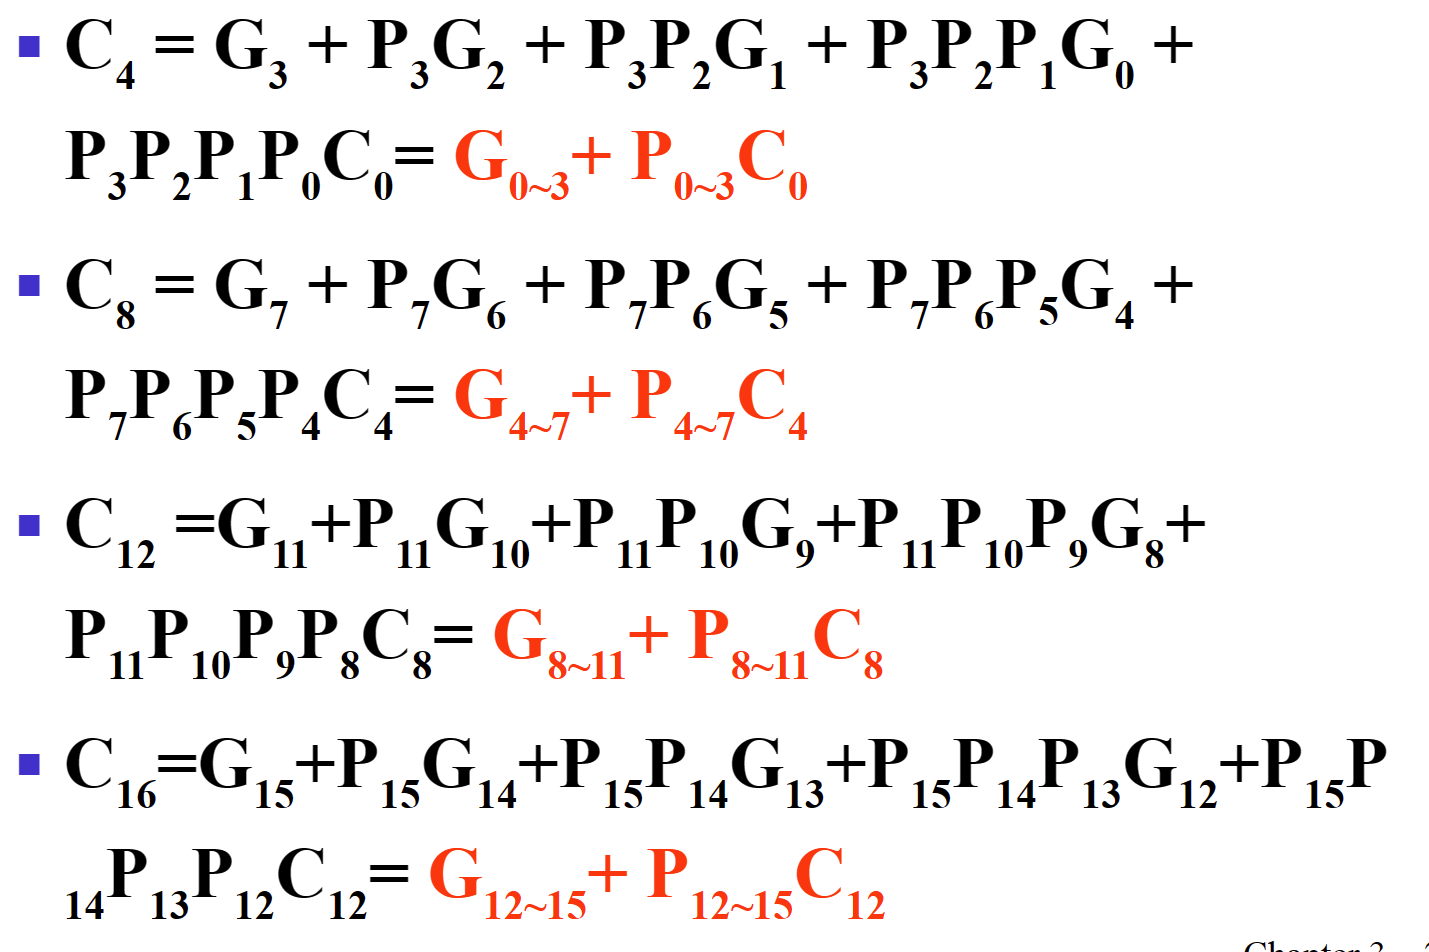 C₄ = G₃ + P₃G₂ + P₃P₂G₁ + P₃P₂P₁G₀ +
P₃P₂P₁P₀C₀= G₀~₃+ P₀~₃C₀
C₈ = G₇ + P₇G₆ + P₇P₆G₅ + P₇P₆P₅G₄ +
P₇P₆P₅P₄C₄= G₄~₇+ P₄~₇C₄
C₁₂ =G₁₁+P₁₁G₁₀+P₁₁P₁₀G₉+P₁₁P₁₀P₉G₈+
P₁₁P₁₀P₉P₈C₈= G₈~₁₁+ P₈~₁₁C₈
C₁₆=G₁₅+P₁₅G₁₄+P₁₅P₁₄G₁₃+P₁₅P₁₄P₁₃G₁₂+P₁₅P
₁₄P₁₃P₁₂C₁₂= G₁₂~₁₅+ P₁₂~₁₅C₁₂
Chapter 3